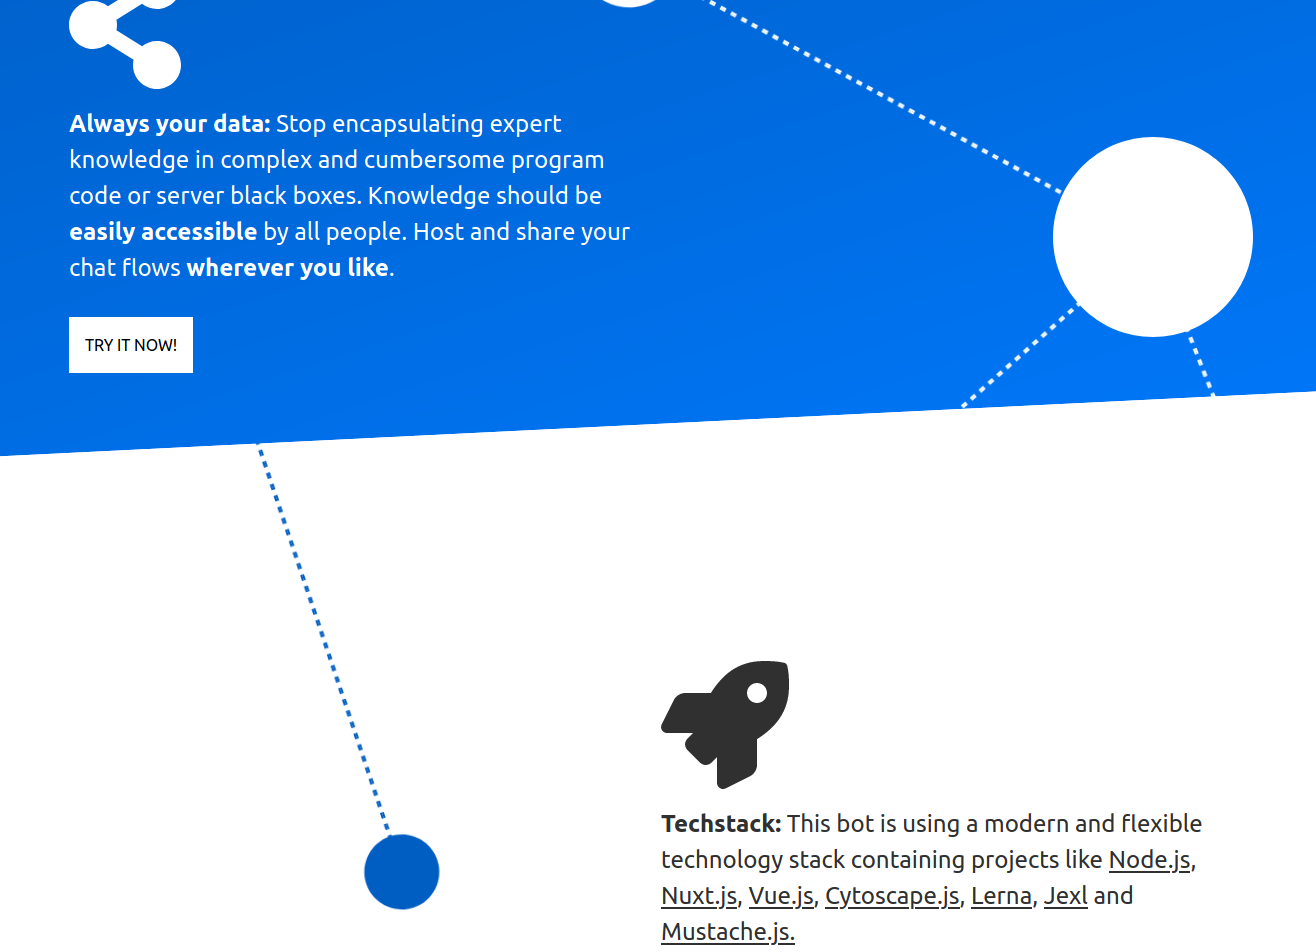 Always your data: Stop encapsulating expert
knowledge in complex and cumbersome program
code or server black boxes. Knowledge should be
easily accessible by all people. Host and share your
chat flows wherever you like.
TRY IT NOW!
Techstack: This bot is using a modern and flexible
technology stack containing projects like Node.js,
Nuxt.js, Vue.js, Cytoscape.js, Lerna, Jexl and
Mustache.js.